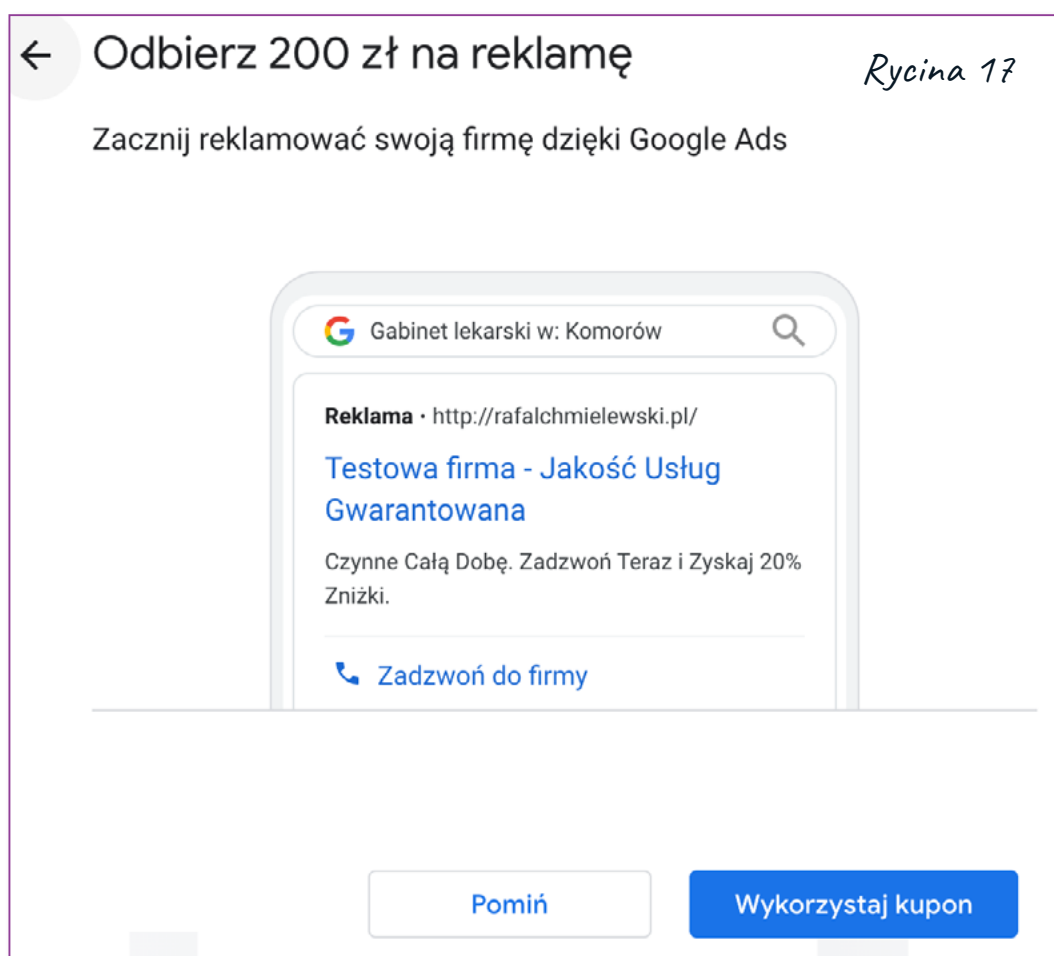 Odbierz 200 zł na reklamę
Rycina 17
Zacznij reklamować swoją firmę dzięki Google Ads
Gabinet lekarski w: Komorów
Reklama · http://rafalchmielewski.pl/
Testowa firma - Jakość Usług
Gwarantowana
Czynne Całą Dobę. Zadzwoń Teraz i Zyskaj 20%
Zniżki.
Zadzwoń do firmy
Pomiń
Wykorzystaj kupon